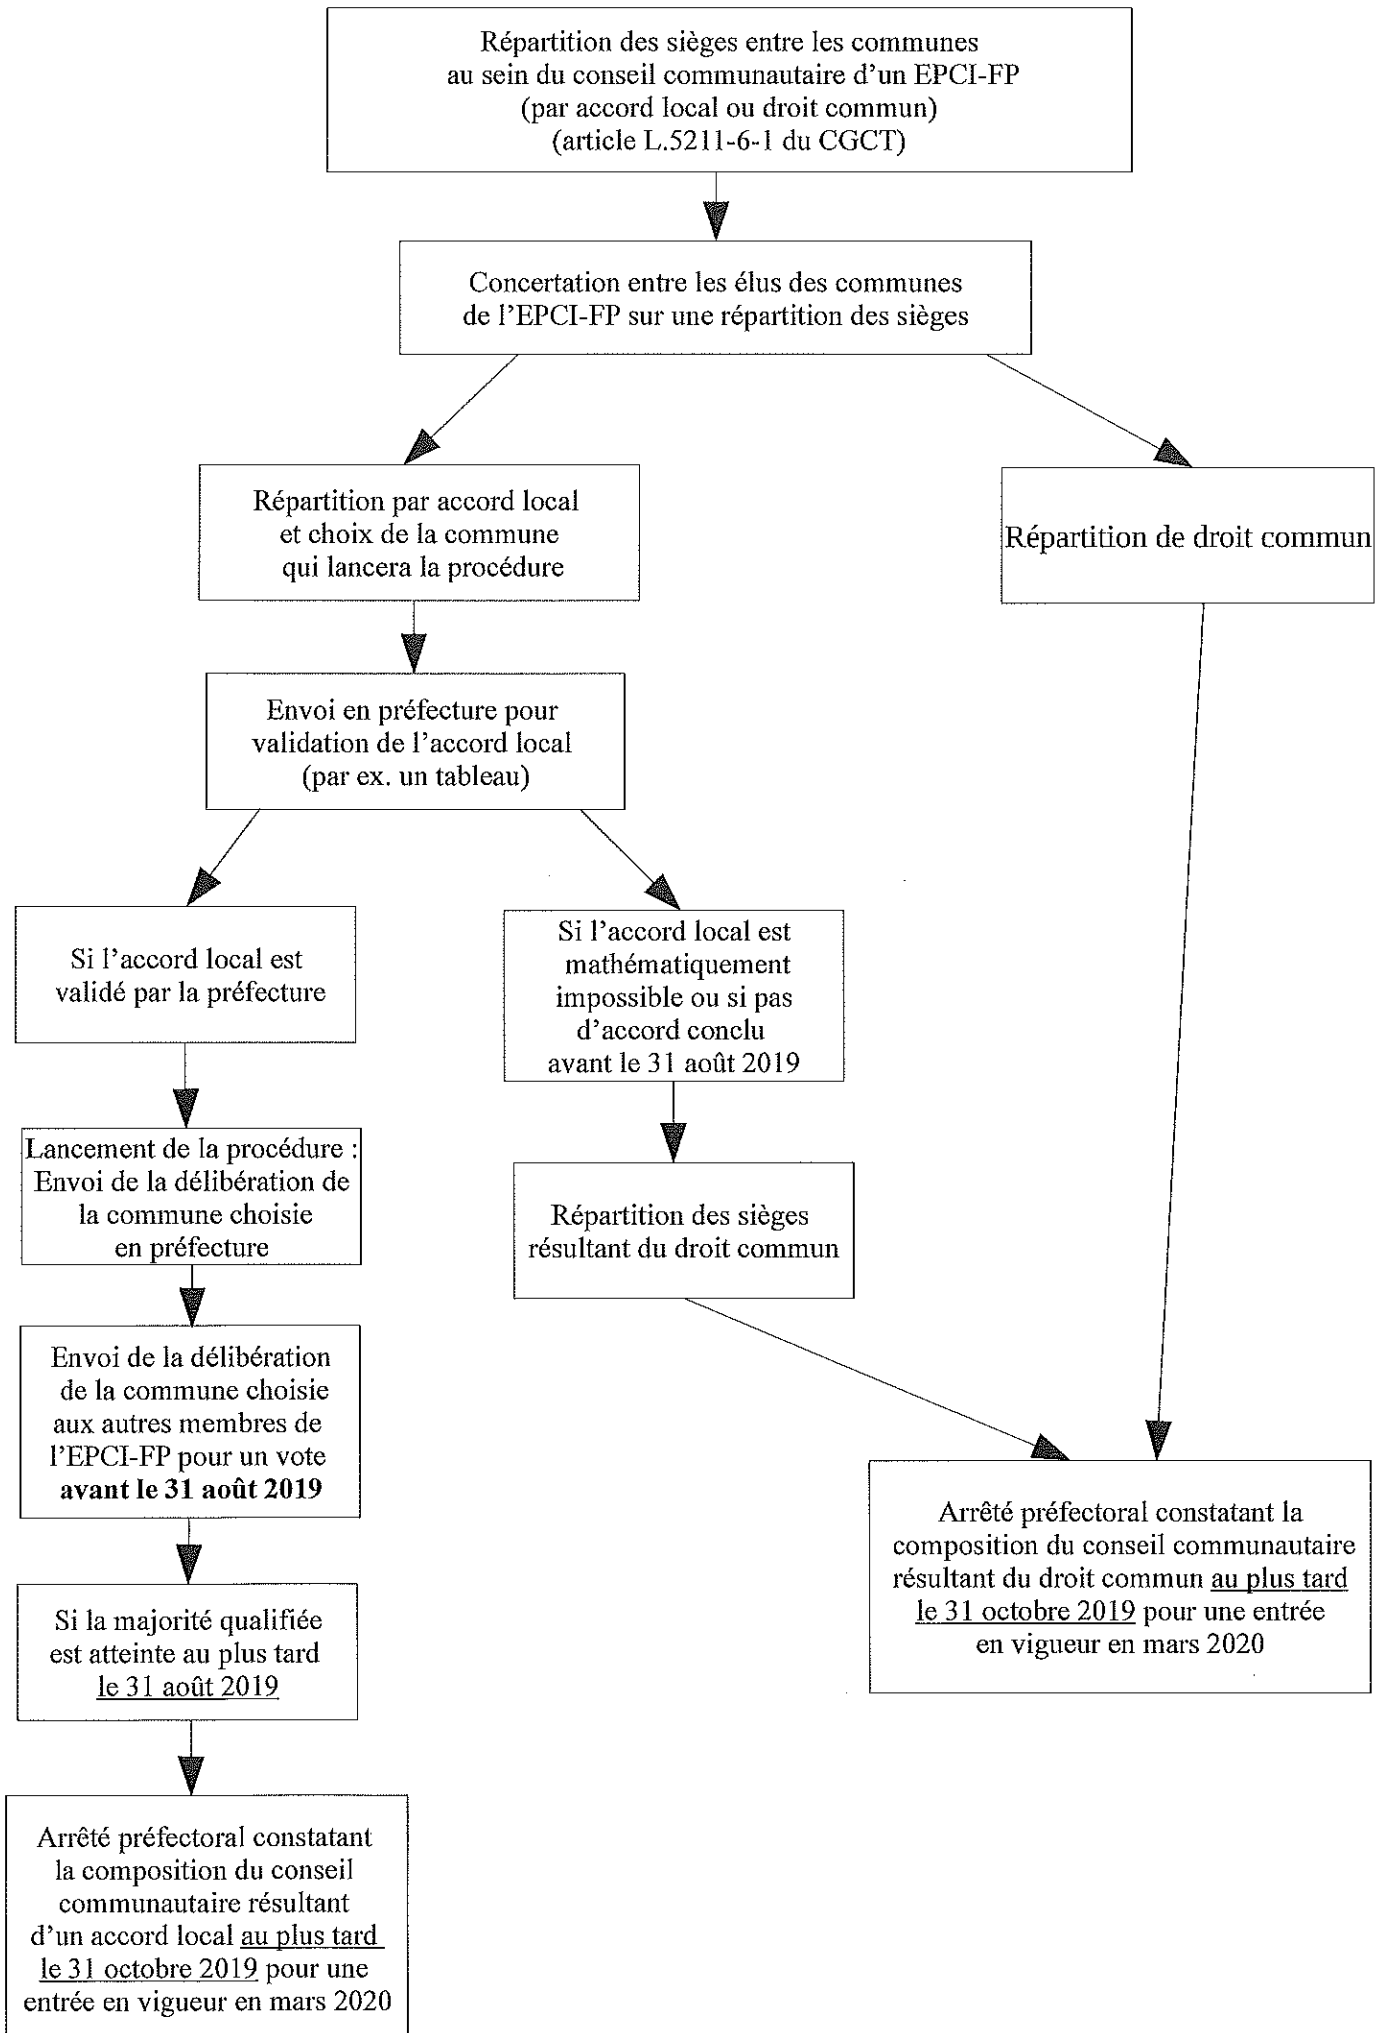 Répartition des sièges entre les communes
au sein du conseil communautaire d'un EPCI-FP
(par accord local ou droit commun)
(article L.5211-6-1 du CGCT)
Concertation entre les élus des communes
de l'EPCI-FP sur une répartition des sièges
Répartition par accord local
et choix de la commune
qui lancera la procédure
Répartition de droit commun
Envoi en préfecture pour
validation de l'accord local
(par ex. un tableau)
Si l'accord local est
validé par la préfecture
Si l'accord local est
mathématiquement
impossible ou si pas
d'accord conclu
avant le 31 août 2019
Lancement de la procédure :
Envoi de la délibération de
la commune choisie
en préfecture
Répartition des sièges
résultant du droit commun
Envoi de la délibération
de la commune choisie
aux autres membres de
l'EPCI-FP pour un vote
avant le 31 août 2019
Arrêté préfectoral constatant la
composition du conseil communautaire
résultant du droit commun au plus tard
le 31 octobre 2019 pour une entrée
en vigueur en mars 2020
Si la majorité qualifiée
est atteinte au plus tard
le 31 août 2019
Arrêté préfectoral constatant
la composition du conseil
communautaire résultant
d'un accord local au plus tard
le 31 octobre 2019 pour une
entrée en vigueur en mars 2020